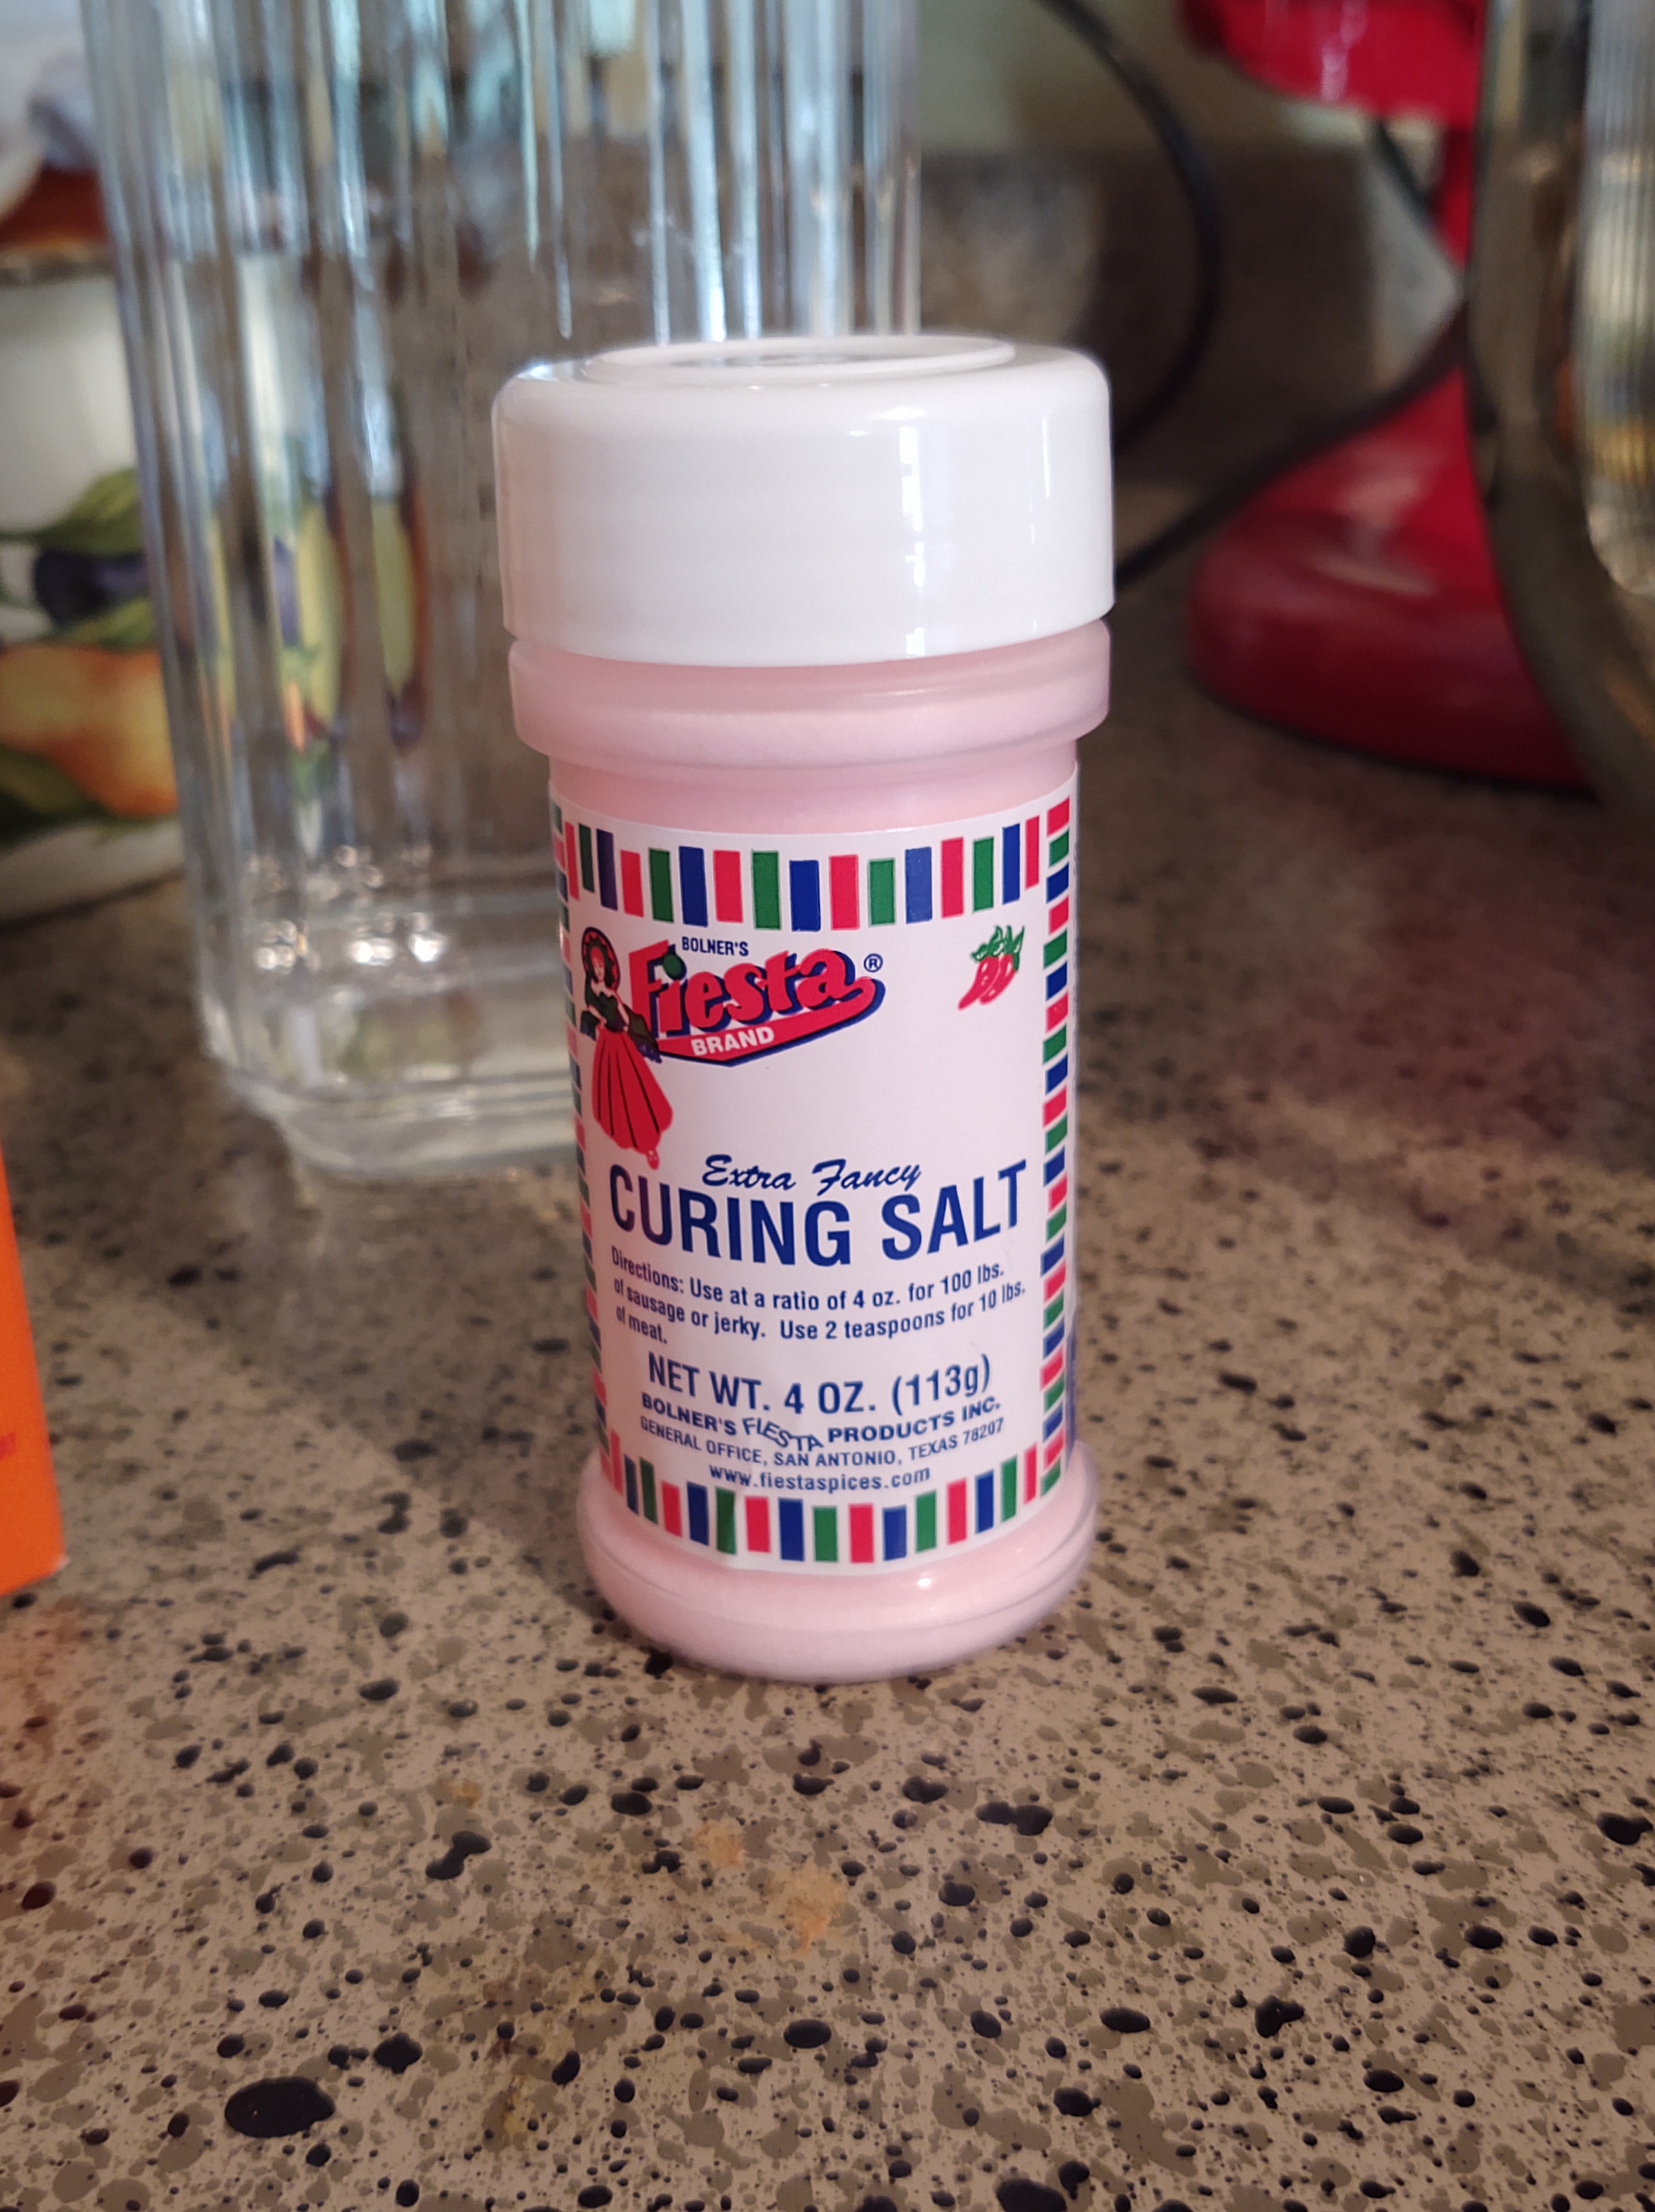 BOLNER'S
Fiesta®
BRAND
Extra Fancy
CURING SALT
Directions: Use at a ratio of 4 oz. for 100 lbs.
of sausage or jerky. Use 2 teaspoons for 10 lbs.
of meat.
NET WT. 4 OZ. (113g)
BOLNER'S FIESTA PRODUCTS INC.
GENERAL OFFICE, SAN ANTONIO, TEXAS 78207
www.fiestaspices.com